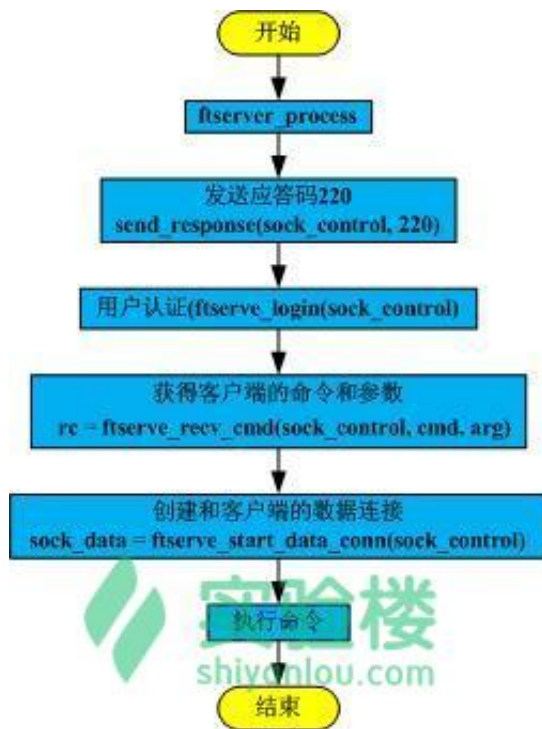 开始
ftserver_process
发送应答码220
send_response(sock_control, 220)
用户认证(ftserve_login(sock_control)
获得客户端的命令和参数
rc = ftserve_recv_cmd(sock_control, cmd, arg)
创建和客户端的数据连接
sock_data = ftserve_start_data_conn(sock_control)
实验楼
执行命令
shiyanlou.com
结束